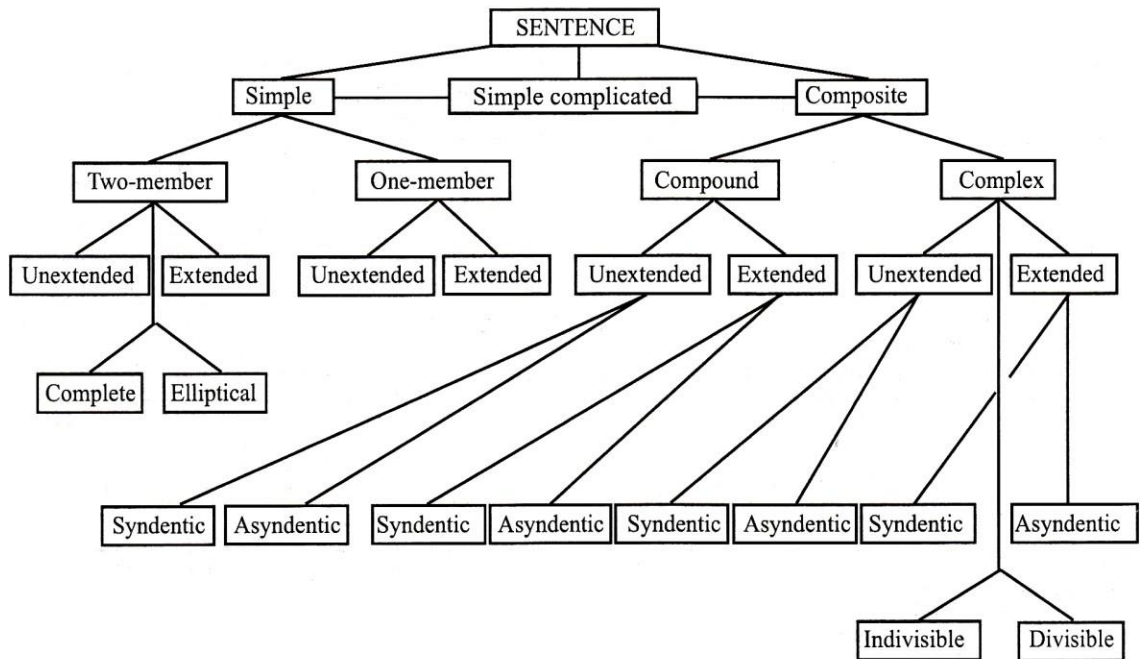 SENTENCE
Simple
Simple complicated
Composite
Two-member
One-member
Compound
Complex
Unextended
Extended
Unextended
Extended
Unextended
Extended
Unextended
Extended
Complete
Elliptical
Syndentic
Asyndentic
Syndentic
Asyndentic
Syndentic
Asyndentic
Syndentic
Asyndentic
Indivisible
Divisible